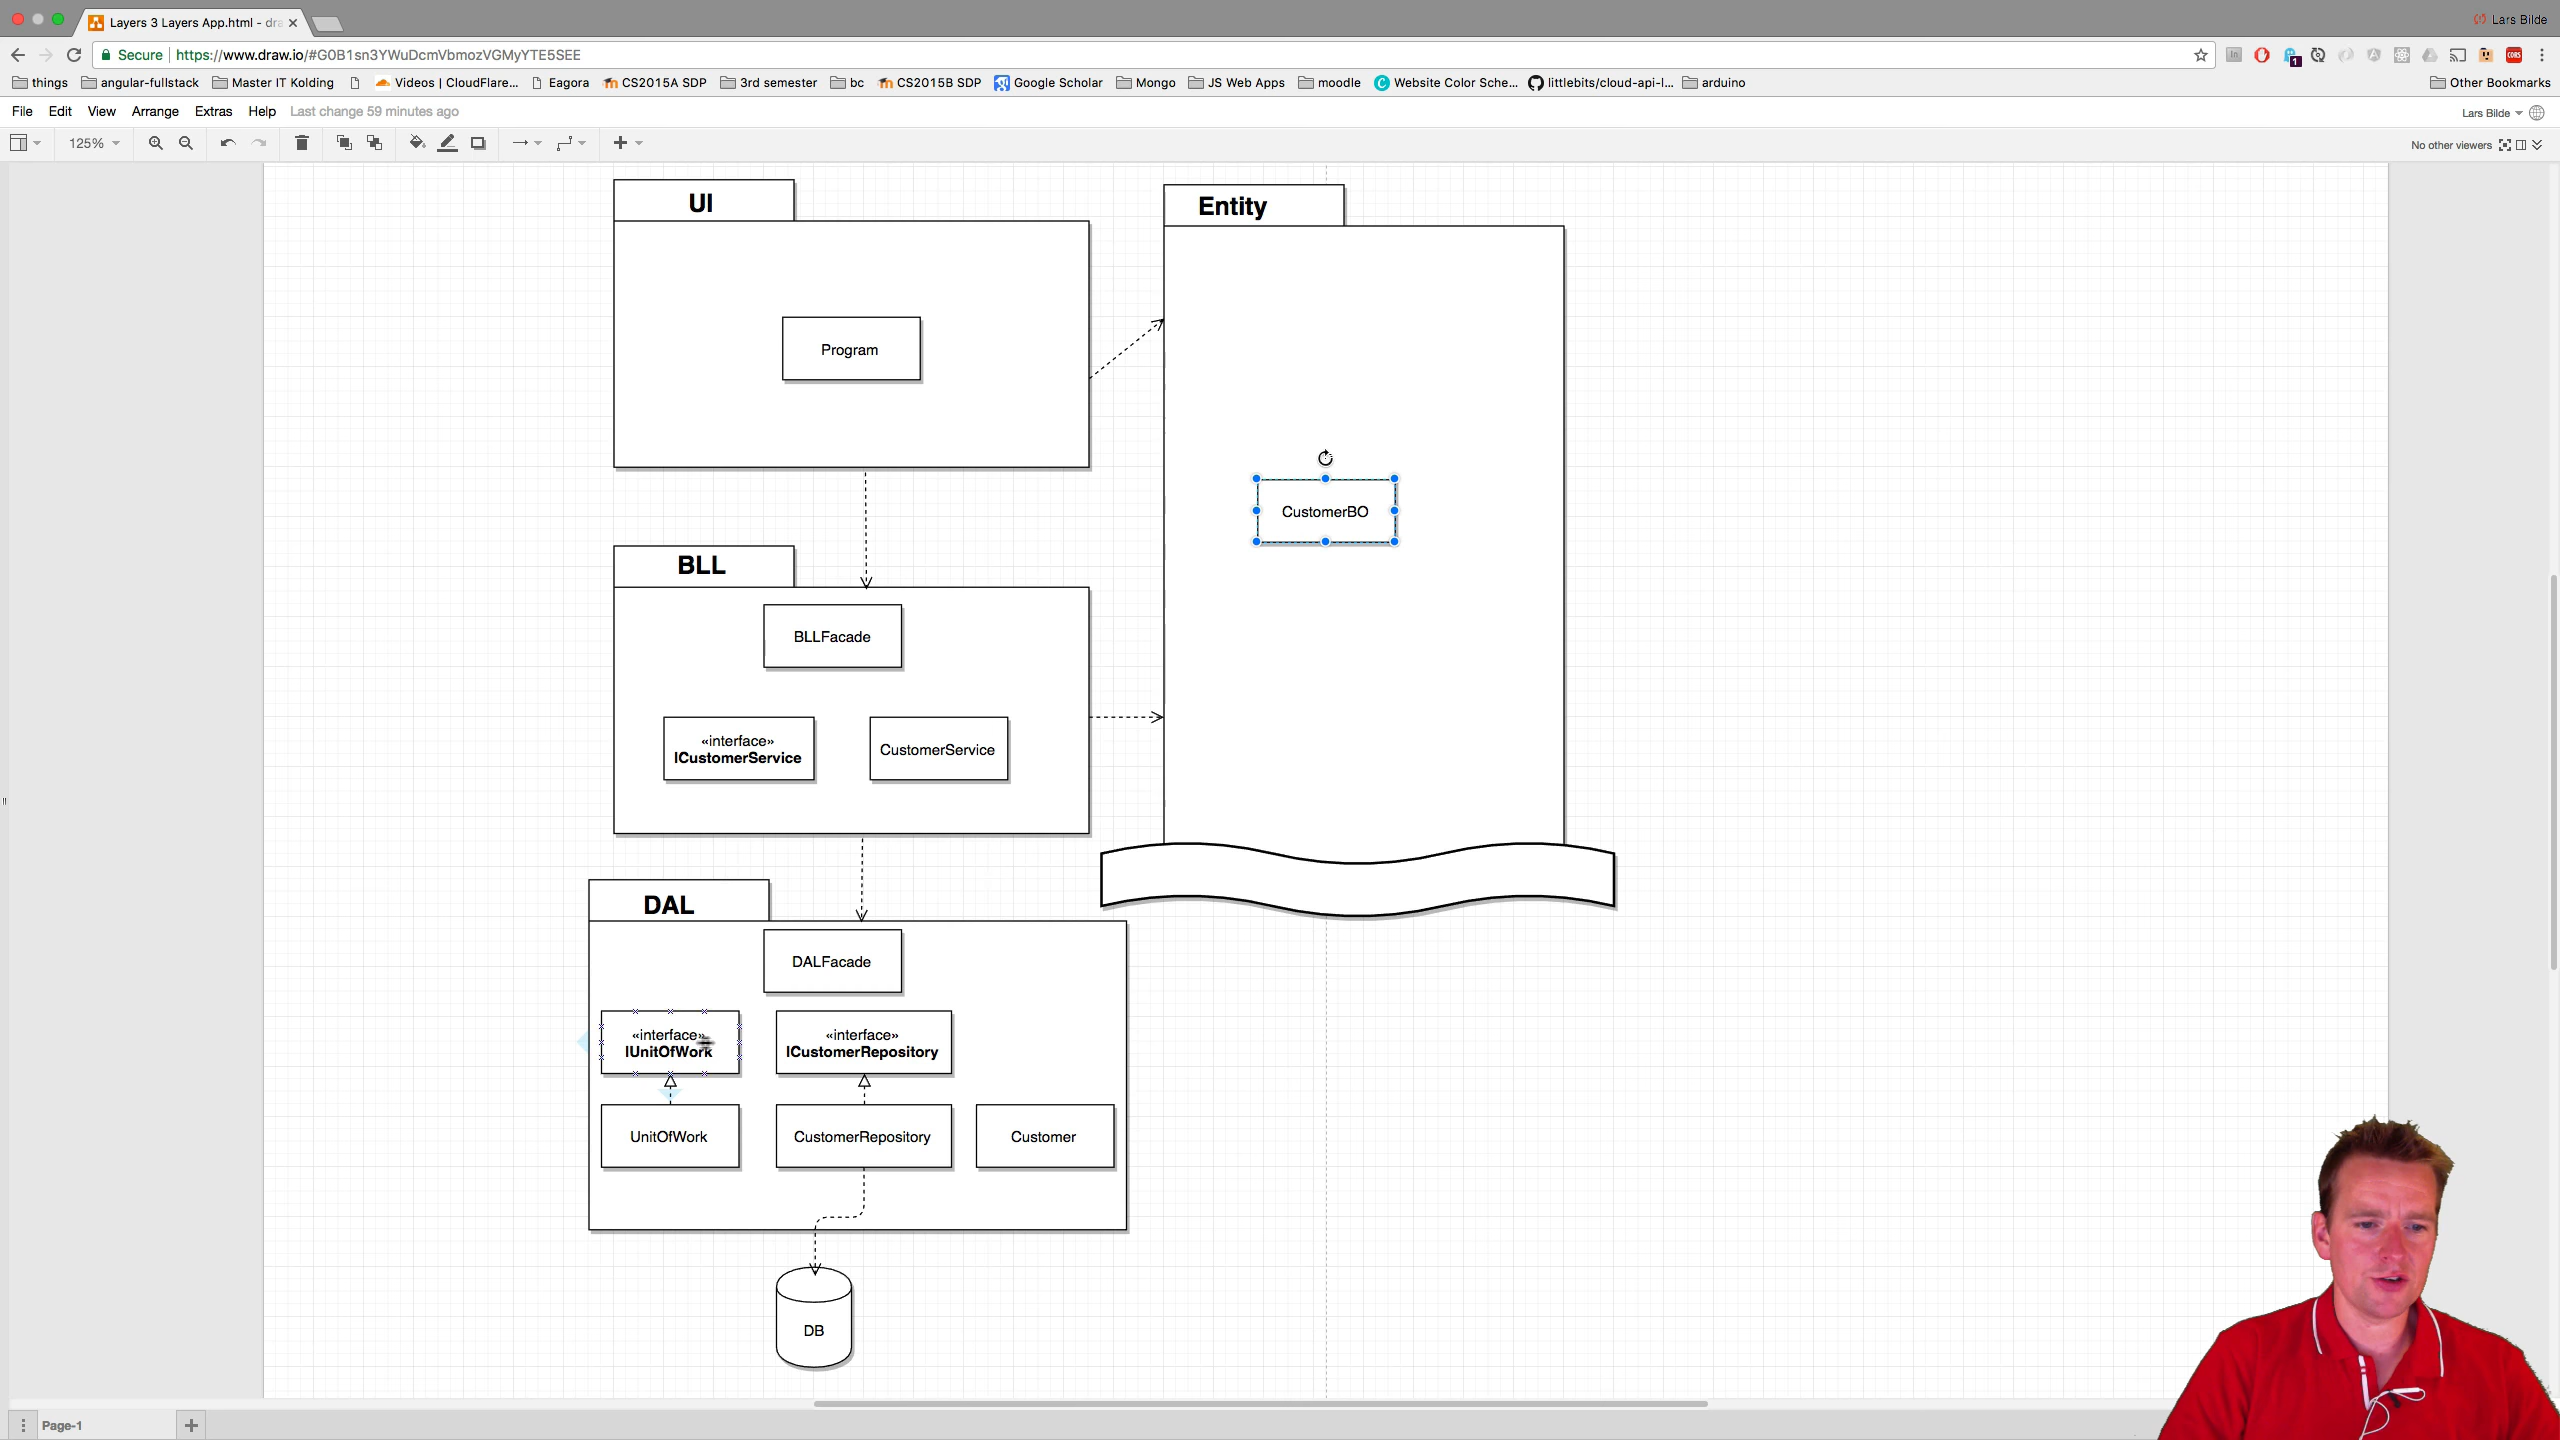 Layers 3 Layers App.html - dra
Lars Bilde
Secure https://www.draw.io/#G0B1sn3YWuDcmVbmozVGMyYTE5SEE
things angular-fullstack Master IT Kolding Videos | CloudFlare... Eagora CS2015A SDP 3rd semester bc CS2015B SDP Google Scholar Mongo JS Web Apps moodle Website Color Sche... littlebits/cloud-api-l... arduino Other Bookmarks
File Edit View Arrange Extras Help Last change 59 minutes ago Lars Bilde
125% No other viewers
UI
Entity
Program
CustomerBO
BLL
BLLFacade
«interface»
ICustomerService
CustomerService
DAL
DALFacade
«interface»
IUnitOfWork
«interface»
ICustomerRepository
UnitOfWork
CustomerRepository
Customer
DB
Page-1